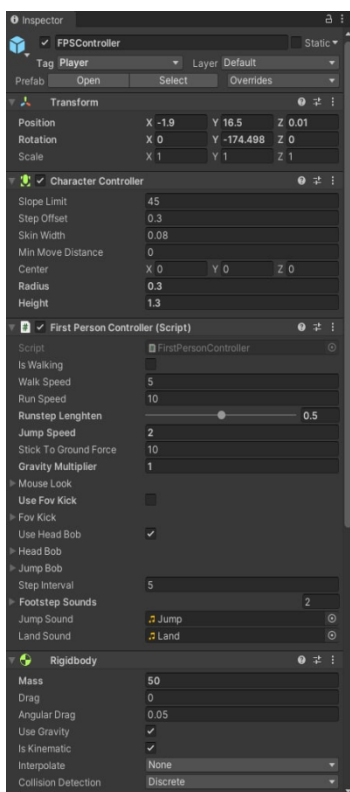 Inspector
FPSController Static
Tag Player Layer Default
Prefab Open Select Overrides
Transform
Position X -1.9 Y 16.5 Z 0.01
Rotation X 0 Y -174.498 Z 0
Scale X 1 Y 1 Z 1
Character Controller
Slope Limit 45
Step Offset 0.3
Skin Width 0.08
Min Move Distance 0
Center X 0 Y 0 Z 0
Radius 0.3
Height 1.3
# First Person Controller (Script)
Script FirstPersonController
Is Walking
Walk Speed 5
Run Speed 10
Runstep Lenghten 0.5
Jump Speed 2
Stick To Ground Force 10
Gravity Multiplier 1
Mouse Look
Use Fov Kick
Fov Kick
Use Head Bob
Head Bob
Jump Bob
Step Interval 5
Footstep Sounds 2
Jump Sound Jump
Land Sound Land
Rigidbody
Mass 50
Drag 0
Angular Drag 0.05
Use Gravity
Is Kinematic
Interpolate None
Collision Detection Discrete